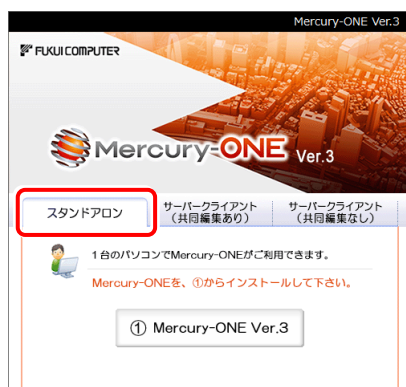 Mercury-ONE Ver.3
FUKUI COMPUTER
Mercury-ONE Ver.3
スタンドアロン
サーバークライアント
（共同編集あり）
サーバークライアント
（共同編集なし）
1台のパソコンでMercury-ONEがご利用できます。
Mercury-ONEを、①からインストールして下さい。
① Mercury-ONE Ver.3